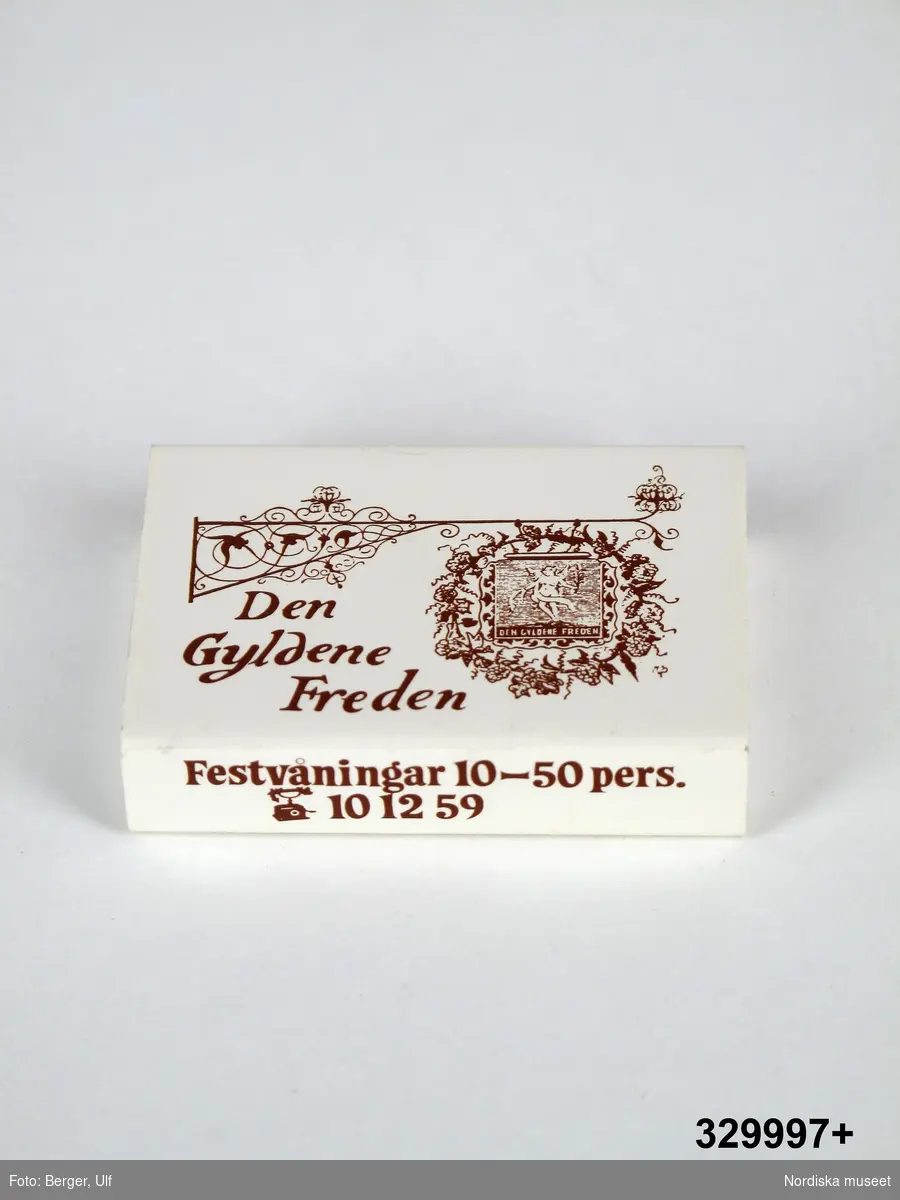 Den
Gyldene
Freden
DEN GYLDENE FREDEN
Festvåningar 10–50 pers.
10 12 59
329997+
Foto: Berger, Ulf
Nordiska museet